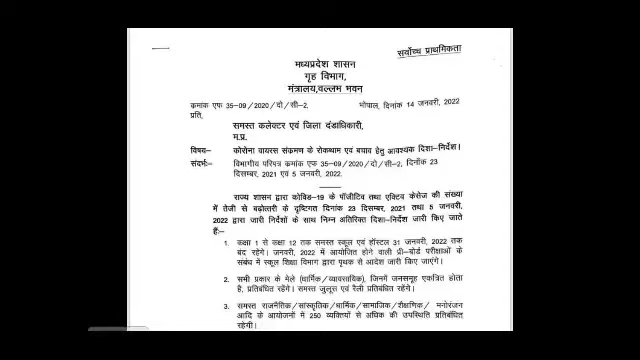 सर्वोच्च प्राथमिकता
मध्यप्रदेश शासन
गृह विभाग,
मंत्रालय,वल्लभ भवन
क्रमांक एफ 35-09/2020/दो/सी-2, भोपाल, दिनांक 14 जनवरी, 2022
प्रति,
समस्त कलेक्टर एवं जिला दंडाधिकारी,
म.प्र.
विषय:- कोरोना वायरस संक्रमण के रोकथाम एवं बचाव हेतु आवश्यक दिशा-निर्देश।
संदर्भ:- विभागीय परिपत्र क्रमांक एफ 35-09/2020/दो/सी-2, दिनांक 23
दिसम्बर, 2021 एवं 5 जनवरी, 2022.
राज्य शासन द्वारा कोविड-19 के पॉजीटिव तथा एक्टिव केसेज की संख्या
में तेजी से बढ़ोत्तरी के दृष्टिगत दिनांक 23 दिसम्बर, 2021 तथा 5 जनवरी,
2022 द्वारा जारी निर्देशों के साथ निम्न अतिरिक्त दिशा-निर्देश जारी किए जाते
हैं:-
1. कक्षा 1 से कक्षा 12 तक समस्त स्कूल एवं हॉस्टल 31 जनवरी, 2022 तक
बंद रहेंगे। जनवरी, 2022 में आयोजित होने वाली प्री-बोर्ड परीक्षाओं के
संबंध में स्कूल शिक्षा विभाग द्वारा पृथक से आदेश जारी किए जाएंगे।
2. सभी प्रकार के मेले (धार्मिक/व्यावसायिक), जिनमें जनसमूह एकत्रित होता
है, प्रतिबंधित रहेंगे। समस्त जुलूस एवं रैली प्रतिबंधित रहेंगे।
3. समस्त राजनैतिक/सांस्कृतिक/धार्मिक/सामाजिक/शैक्षणिक/ मनोरंजन
आदि के आयोजनों में 250 व्यक्तियों से अधिक की उपस्थिति प्रतिबंधित
रहेगी।